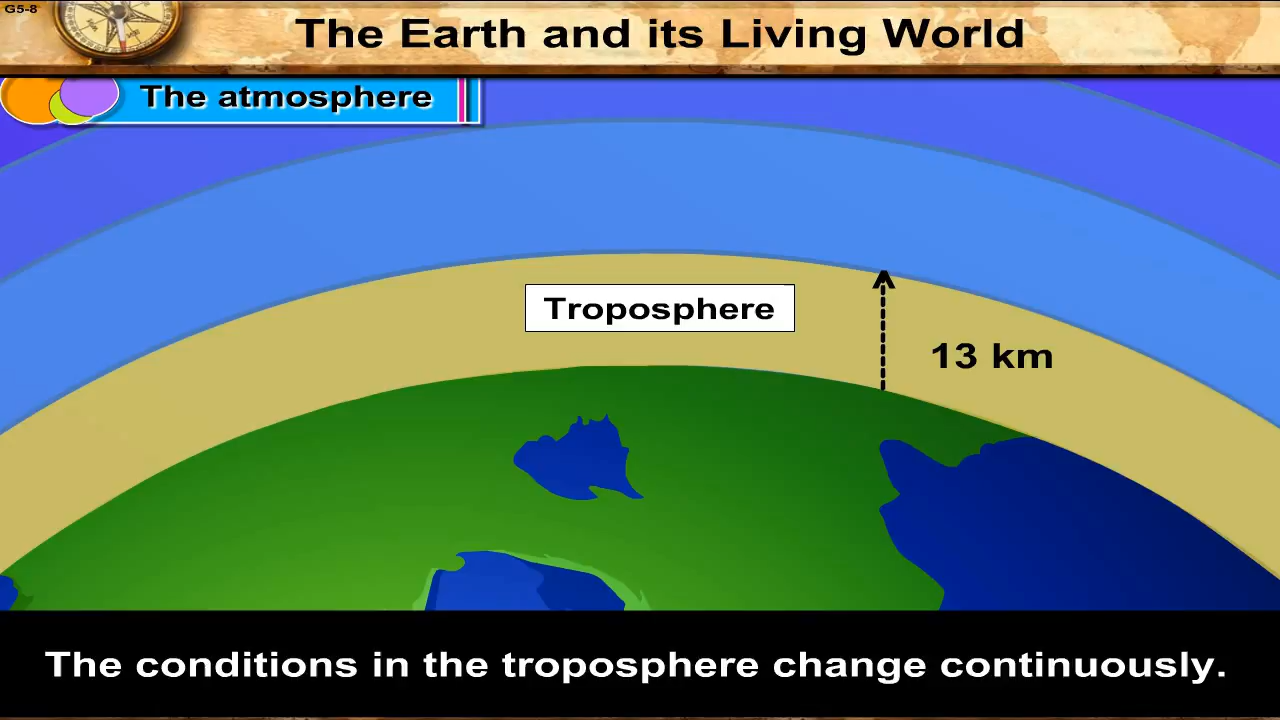 G5-8
The Earth and its Living World
The atmosphere
Troposphere
13 km
The conditions in the troposphere change continuously.